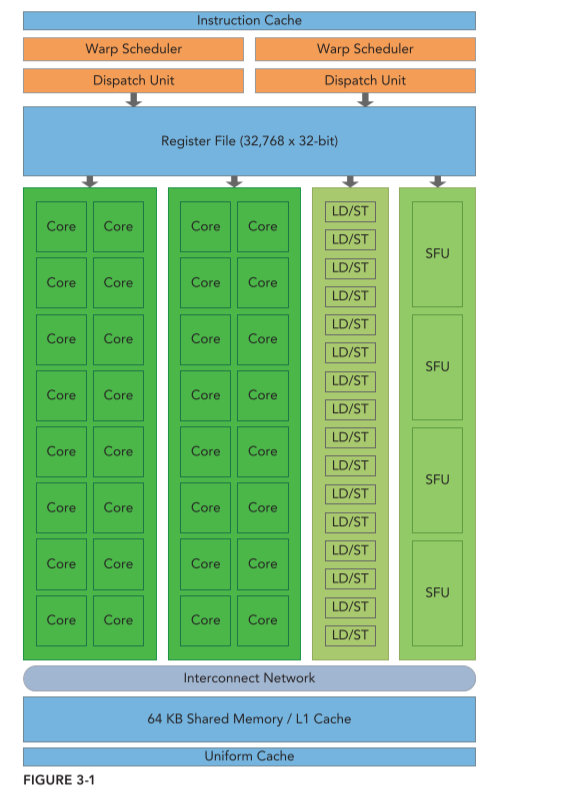 Instruction Cache
Warp Scheduler Warp Scheduler
Dispatch Unit Dispatch Unit
Register File (32,768 x 32-bit)
Core Core Core Core LD/ST
LD/ST
SFU
Core Core Core Core LD/ST
LD/ST
Core Core Core Core LD/ST
LD/ST
SFU
Core Core Core Core LD/ST
LD/ST
Core Core Core Core LD/ST
LD/ST
SFU
Core Core Core Core LD/ST
LD/ST
Core Core Core Core LD/ST
LD/ST
SFU
Core Core Core Core LD/ST
LD/ST
Interconnect Network
64 KB Shared Memory / L1 Cache
Uniform Cache
FIGURE 3-1